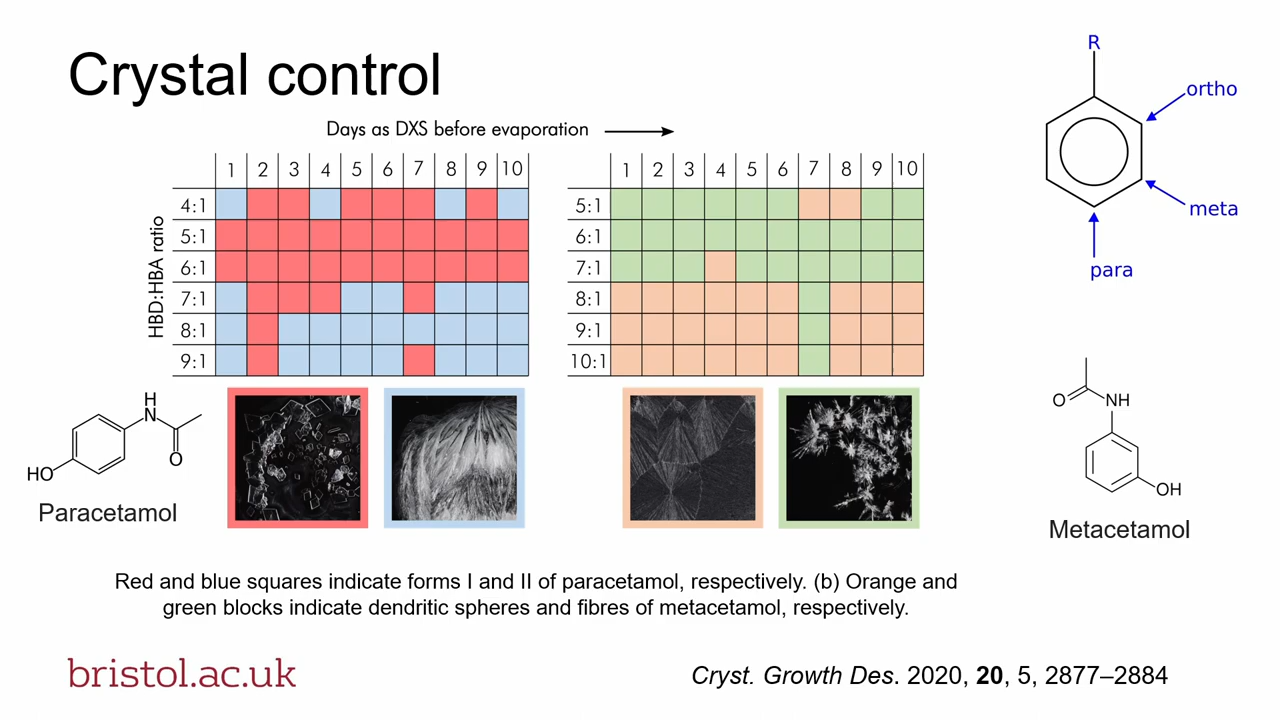 Crystal control
Days as DXS before evaporation
1 2 3 4 5 6 7 8 9 10
HBD:HBA ratio
4:1
5:1
6:1
7:1
8:1
9:1
1 2 3 4 5 6 7 8 9 10
5:1
6:1
7:1
8:1
9:1
10:1
R
ortho
meta
para
H
N
O
HO
Paracetamol
O
NH
OH
Metacetamol
Red and blue squares indicate forms I and II of paracetamol, respectively. (b) Orange and
green blocks indicate dendritic spheres and fibres of metacetamol, respectively.
bristol.ac.uk
Cryst. Growth Des. 2020, 20, 5, 2877–2884